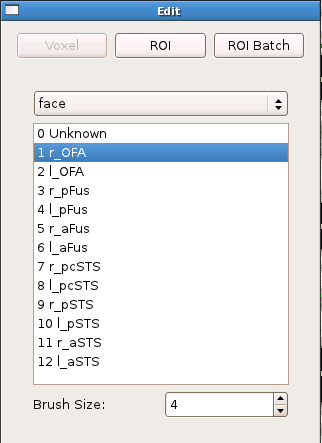 Edit
Voxel ROI ROI Batch
face
0 Unknown
1 r_OFA
2 l_OFA
3 r_pFus
4 l_pFus
5 r_aFus
6 l_aFus
7 r_pcSTS
8 l_pcSTS
9 r_pSTS
10 l_pSTS
11 r_aSTS
12 l_aSTS
Brush Size: 4